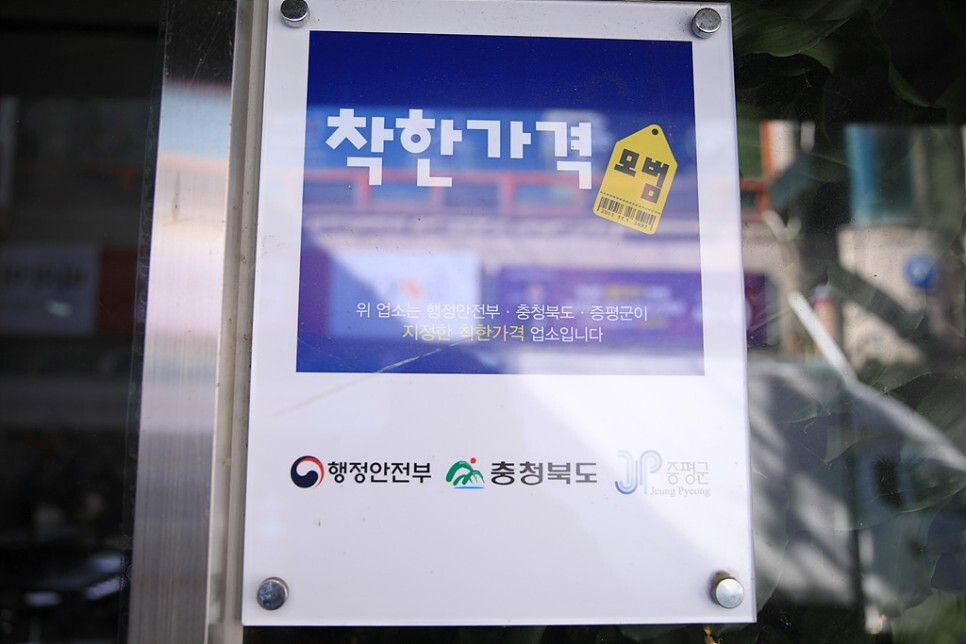 착한가격
모범
위 업소는 행정안전부 · 충청북도 · 증평군이
지정한 착한가격 업소입니다
행정안전부
충청북도
JP 증평군
Jeung Pyeong